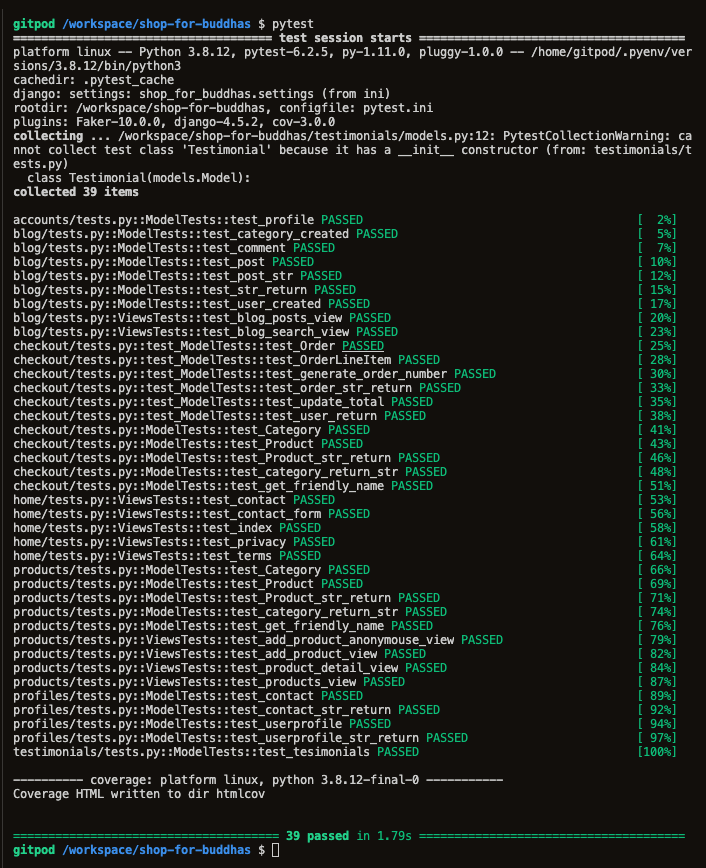 gitpod /workspace/shop-for-buddhas $ pytest
===================================== test session starts ======================================
platform linux -- Python 3.8.12, pytest-6.2.5, py-1.11.0, pluggy-1.0.0 -- /home/gitpod/.pyenv/ver
sions/3.8.12/bin/python3
cachedir: .pytest_cache
django: settings: shop_for_buddhas.settings (from ini)
rootdir: /workspace/shop-for-buddhas, configfile: pytest.ini
plugins: Faker-10.0.0, django-4.5.2, cov-3.0.0
collecting ... /workspace/shop-for-buddhas/testimonials/models.py:12: PytestCollectionWarning: ca
nnot collect test class 'Testimonial' because it has a __init__ constructor (from: testimonials/t
ests.py)
  class Testimonial(models.Model):
collected 39 items
accounts/tests.py::ModelTests::test_profile PASSED [  2%]
blog/tests.py::ModelTests::test_category_created PASSED [  5%]
blog/tests.py::ModelTests::test_comment PASSED [  7%]
blog/tests.py::ModelTests::test_post PASSED [ 10%]
blog/tests.py::ModelTests::test_post_str PASSED [ 12%]
blog/tests.py::ModelTests::test_str_return PASSED [ 15%]
blog/tests.py::ModelTests::test_user_created PASSED [ 17%]
blog/tests.py::ViewsTests::test_blog_posts_view PASSED [ 20%]
blog/tests.py::ViewsTests::test_blog_search_view PASSED [ 23%]
checkout/tests.py::test_ModelTests::test_Order PASSED [ 25%]
checkout/tests.py::test_ModelTests::test_OrderLineItem PASSED [ 28%]
checkout/tests.py::test_ModelTests::test_generate_order_number PASSED [ 30%]
checkout/tests.py::test_ModelTests::test_order_str_return PASSED [ 33%]
checkout/tests.py::test_ModelTests::test_update_total PASSED [ 35%]
checkout/tests.py::test_ModelTests::test_user_return PASSED [ 38%]
checkout/tests.py::ModelTests::test_Category PASSED [ 41%]
checkout/tests.py::ModelTests::test_Product PASSED [ 43%]
checkout/tests.py::ModelTests::test_Product_str_return PASSED [ 46%]
checkout/tests.py::ModelTests::test_category_return_str PASSED [ 48%]
checkout/tests.py::ModelTests::test_get_friendly_name PASSED [ 51%]
home/tests.py::ViewsTests::test_contact PASSED [ 53%]
home/tests.py::ViewsTests::test_contact_form PASSED [ 56%]
home/tests.py::ViewsTests::test_index PASSED [ 58%]
home/tests.py::ViewsTests::test_privacy PASSED [ 61%]
home/tests.py::ViewsTests::test_terms PASSED [ 64%]
products/tests.py::ModelTests::test_Category PASSED [ 66%]
products/tests.py::ModelTests::test_Product PASSED [ 69%]
products/tests.py::ModelTests::test_Product_str_return PASSED [ 71%]
products/tests.py::ModelTests::test_category_return_str PASSED [ 74%]
products/tests.py::ModelTests::test_get_friendly_name PASSED [ 76%]
products/tests.py::ViewsTests::test_add_product_anonymouse_view PASSED [ 79%]
products/tests.py::ViewsTests::test_add_product_view PASSED [ 82%]
products/tests.py::ViewsTests::test_product_detail_view PASSED [ 84%]
products/tests.py::ViewsTests::test_products_view PASSED [ 87%]
profiles/tests.py::ModelTests::test_contact PASSED [ 89%]
profiles/tests.py::ModelTests::test_contact_str_return PASSED [ 92%]
profiles/tests.py::ModelTests::test_userprofile PASSED [ 94%]
profiles/tests.py::ModelTests::test_userprofile_str_return PASSED [ 97%]
testimonials/tests.py::ModelTests::test_tesimonials PASSED [100%]
---------- coverage: platform linux, python 3.8.12-final-0 -----------
Coverage HTML written to dir htmlcov
====================================== 39 passed in 1.79s ======================================
gitpod /workspace/shop-for-buddhas $